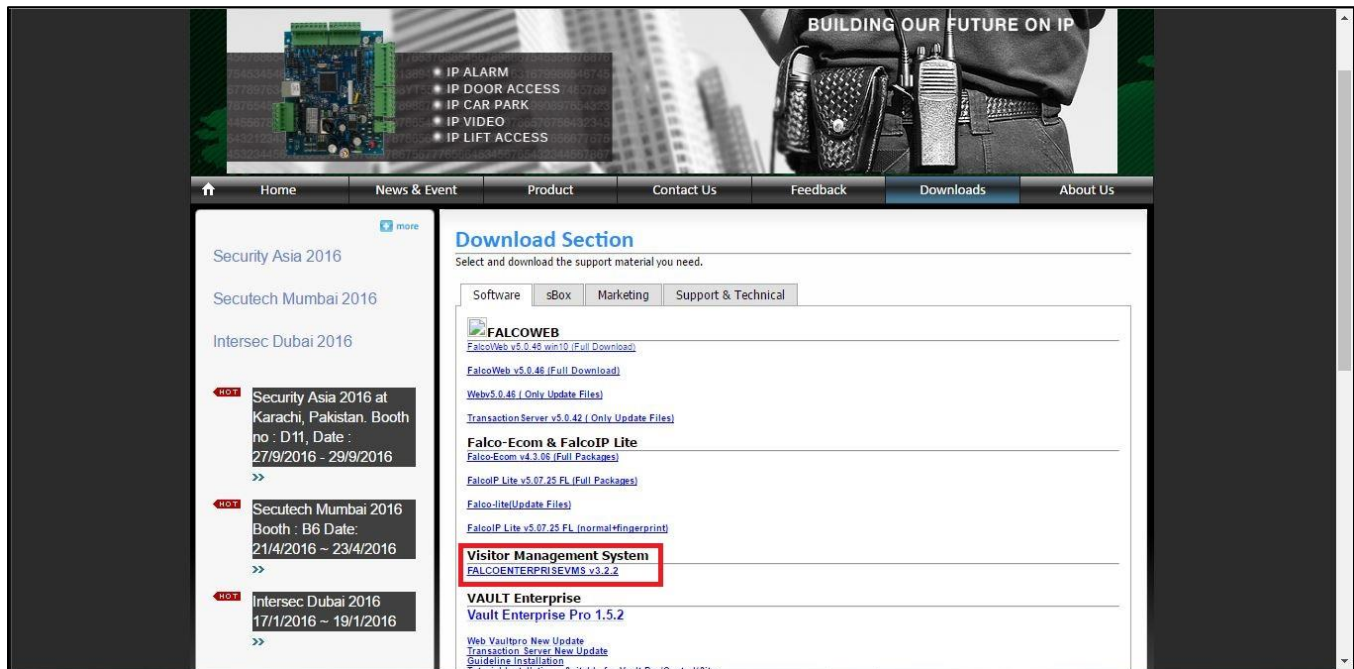 BUILDING OUR FUTURE ON IP
IP ALARM
IP DOOR ACCESS
IP CAR PARK
IP VIDEO
IP LIFT ACCESS
Home News & Event Product Contact Us Feedback Downloads About Us
more
Security Asia 2016
Secutech Mumbai 2016
Intersec Dubai 2016
HOT
Security Asia 2016 at
Karachi, Pakistan. Booth
no : D11, Date :
27/9/2016 - 29/9/2016
>>
HOT
Secutech Mumbai 2016
Booth : B6 Date:
21/4/2016 ~ 23/4/2016
>>
HOT
Intersec Dubai 2016
17/1/2016 ~ 19/1/2016
>>
Download Section
Select and download the support material you need.
Software sBox Marketing Support & Technical
FALCOWEB
FalcoWeb v5.0.46 win10 (Full Download)
FalcoWeb v5.0.46 (Full Download)
Webv5.0.46 ( Only Update Files)
Transaction Server v5.0.42 ( Only Update Files)
Falco-Ecom & FalcoIP Lite
Falco-Ecom v4.3.06 (Full Packages)
FalcoIP Lite v5.07.25 FL (Full Packages)
Falco-lite(Update Files)
FalcoIP Lite v5.07.25 FL (normal+fingerprint)
Visitor Management System
FALCOENTERPRISEVMS v3.2.2
VAULT Enterprise
Vault Enterprise Pro 1.5.2
Web Vaultpro New Update
Transaction Server New Update
Guideline Installation